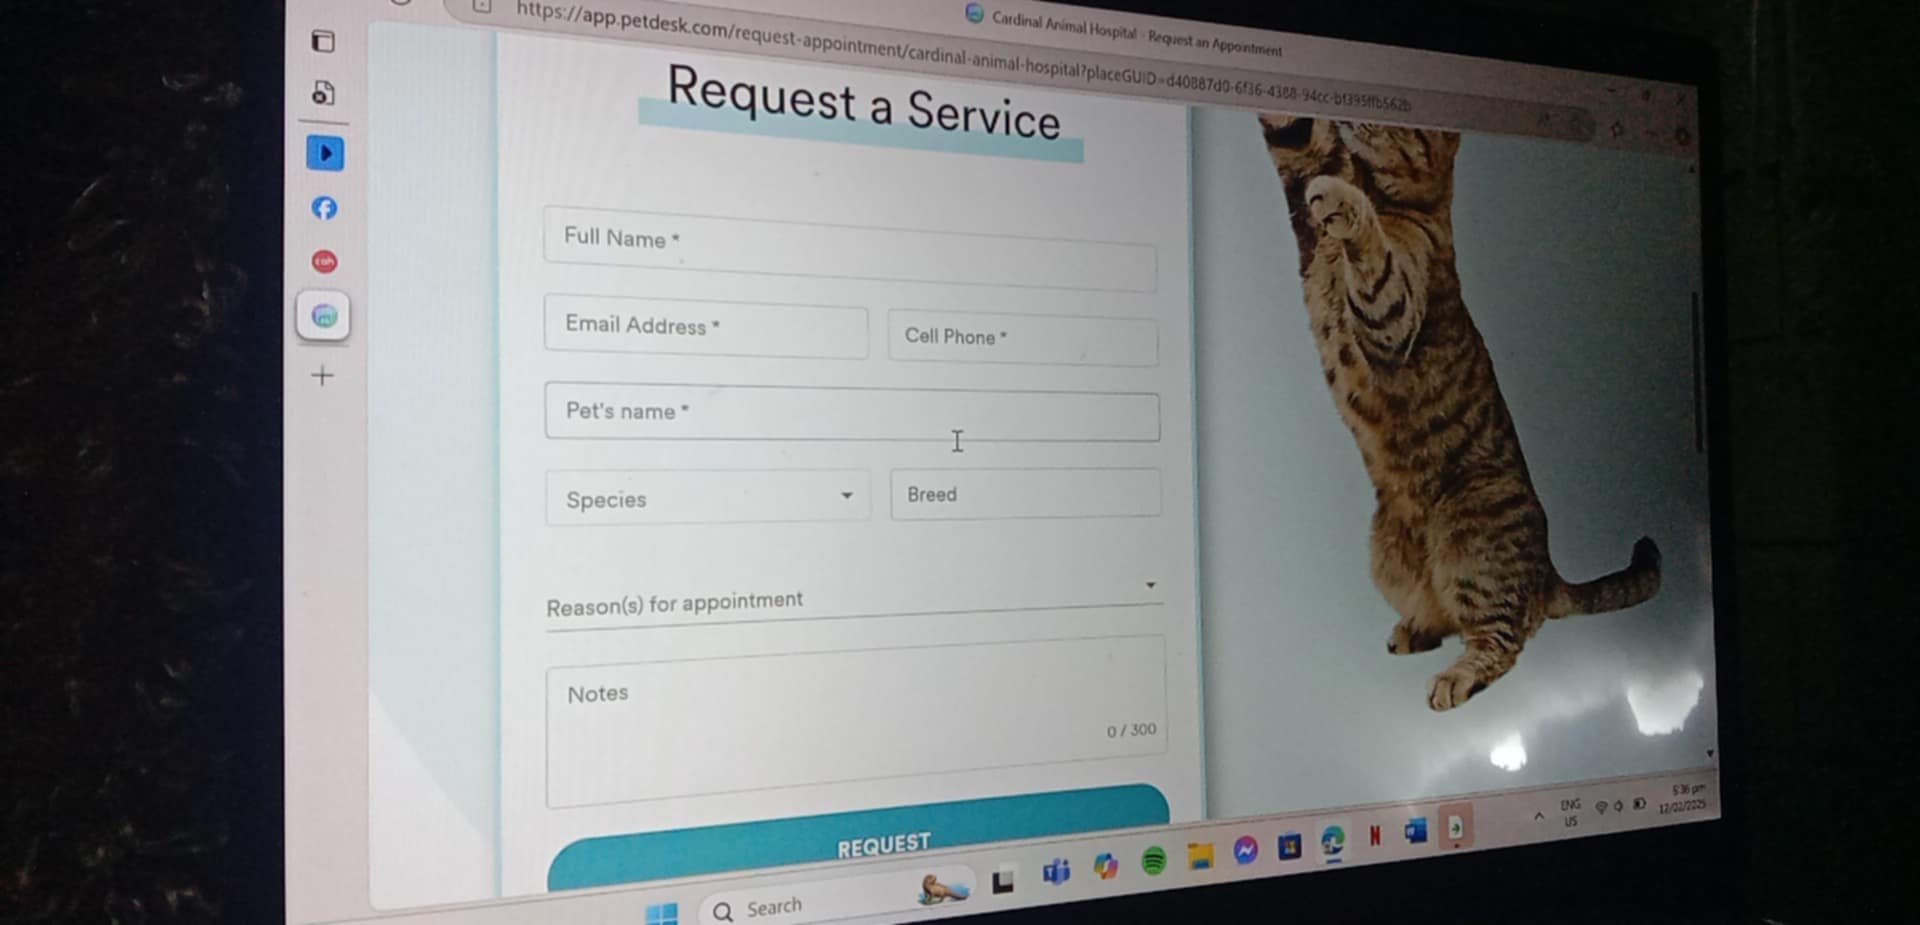 Cardinal Animal Hospital - Request an Appointment
https://app.petdesk.com/request-appointment/cardinal-animal-hospital?placeGUID=d40887d0-6f36-4388-94cc-bf395ffb562b
Request a Service
Full Name *
Email Address *
Cell Phone *
Pet's name *
Species
Breed
Reason(s) for appointment
Notes
0 / 300
REQUEST
Search
ENG
US
5:36 pm
12/02/2025
cah
N